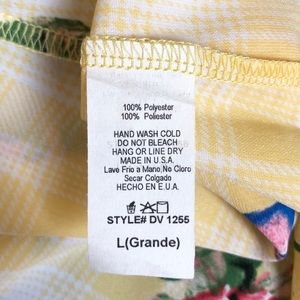 100% Polyester
100% Poliester
HAND WASH COLD
DO NOT BLEACH
HANG OR LINE DRY
MADE IN U.S.A.
Lave Frio a Mano,No Cloro
Secar Colgado
HECHO EN E.U.A.
STYLE# DV 1255
L(Grande)